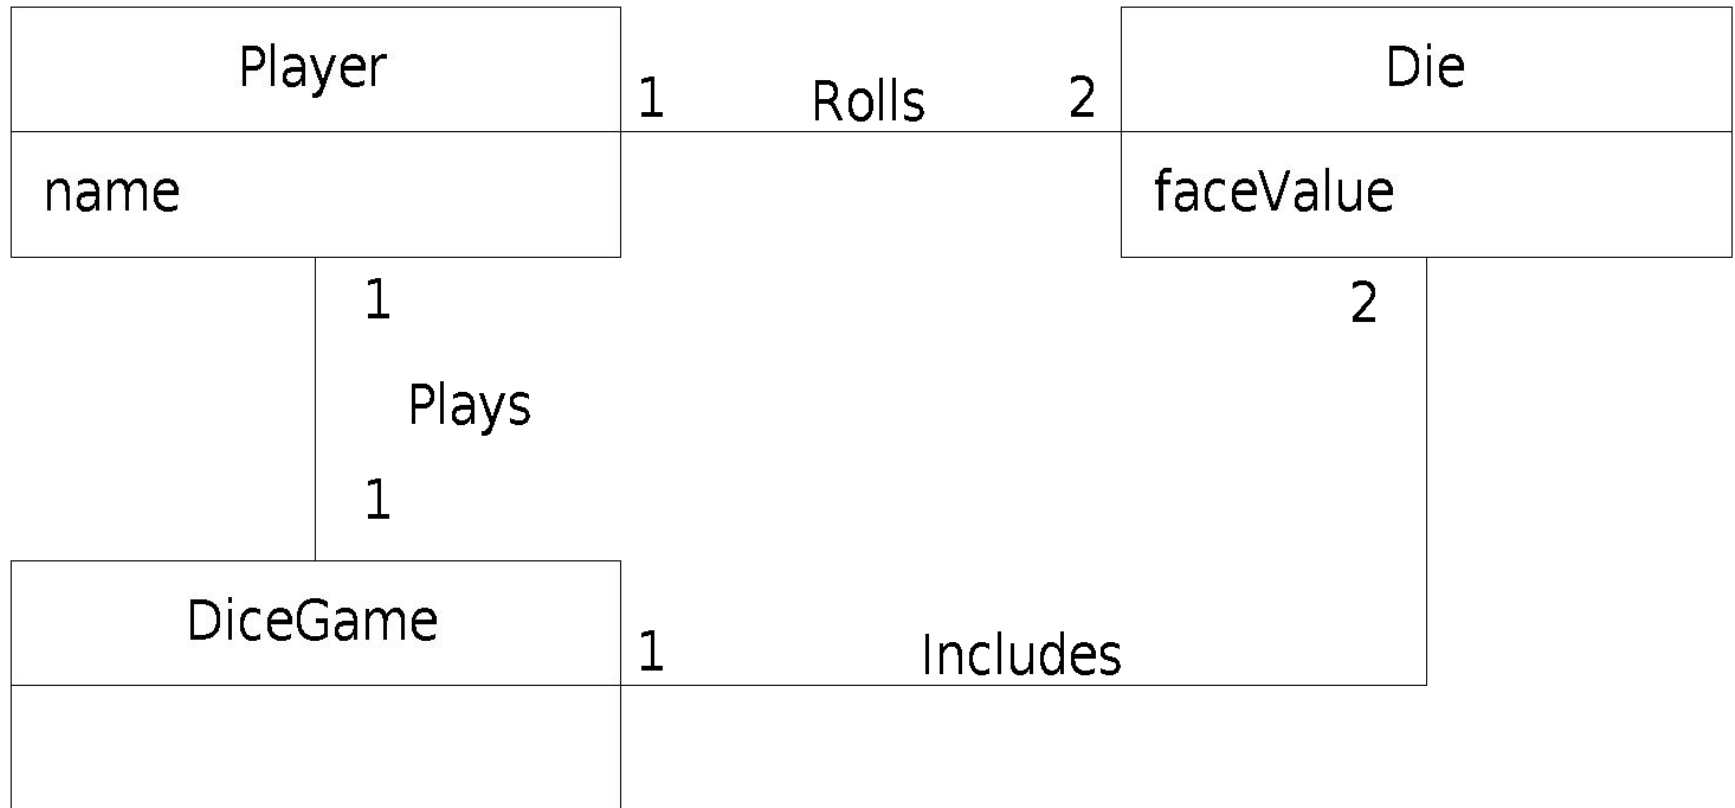 Player
Die
1 Rolls 2
name
faceValue
1
2
Plays
1
DiceGame
1 Includes